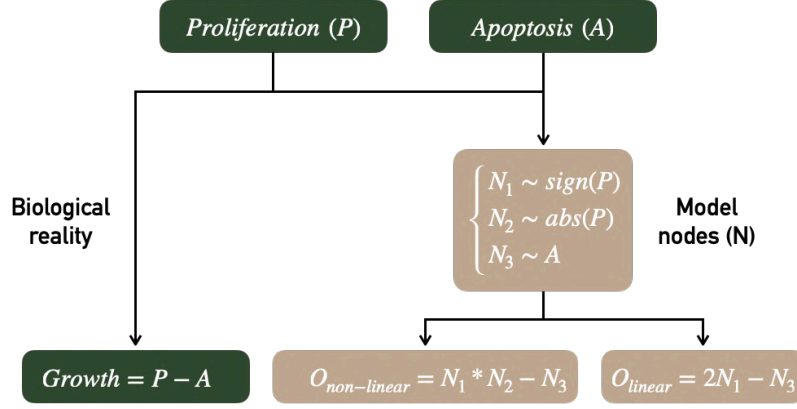 Proliferation (P)
Apoptosis (A)
Biological
reality
N₁ ~ sign(P)
N₂ ~ abs(P)
N₃ ~ A
Model
nodes (N)
Growth = P − A
Oₙₒₙ₋ₗᵢₙₑₐᵣ = N₁ * N₂ − N₃
Oₗᵢₙₑₐᵣ = 2N₁ − N₃